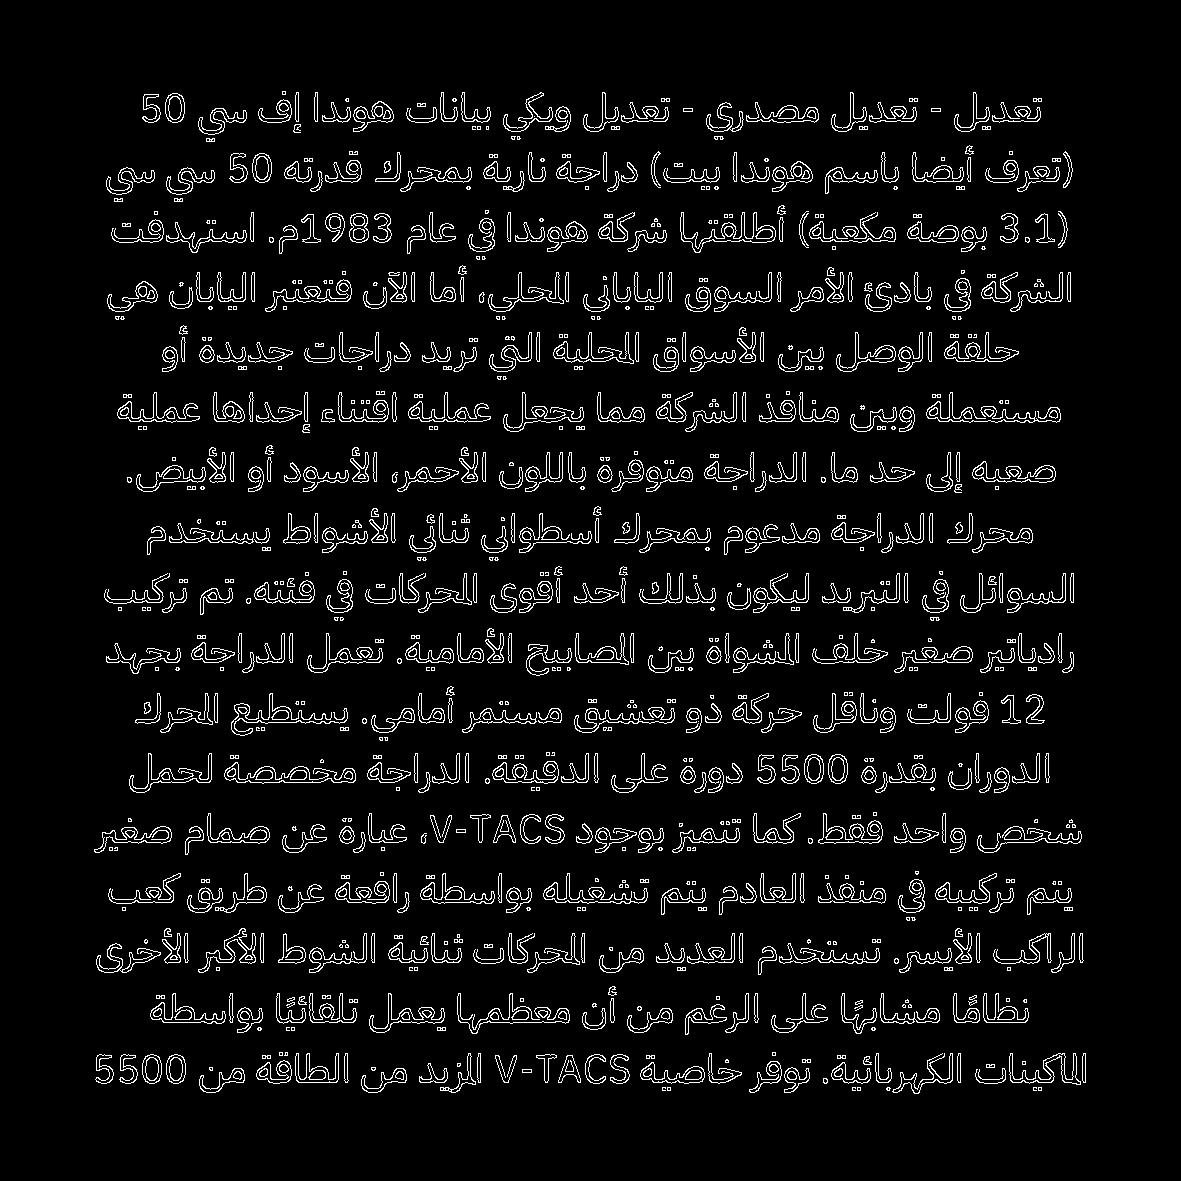 تعديل - تعديل مصدري - تعديل ويكي بيانات هوندا إف سي 50
(تعرف أيضا باسم هوندا بيت) دراجة نارية بمحرك قدرته 50 سي سي
(3.1 بوصة مكعبة) أطلقتها شركة هوندا في عام 1983م. استهدفت
الشركة في بادئ الأمر السوق الياباني المحلي، أما الآن فتعتبر اليابان هي
حلقة الوصل بين الأسواق المحلية التي تريد دراجات جديدة أو
مستعملة وبين منافذ الشركة مما يجعل عملية اقتناء إحداها عملية
صعبه إلى حد ما. الدراجة متوفرة باللون الأحمر، الأسود أو الأبيض.
محرك الدراجة مدعوم بمحرك أسطواني ثنائي الأشواط يستخدم
السوائل في التبريد ليكون بذلك أحد أقوى المحركات في فئته. تم تركيب
رادياتير صغير خلف المشواة بين المصابيح الأمامية. تعمل الدراجة بجهد
12 فولت وناقل حركة ذو تعشيق مستمر أمامي. يستطيع المحرك
الدوران بقدرة 5500 دورة على الدقيقة. الدراجة مخصصة لحمل
شخص واحد فقط. كما تتميز بوجود V-TACS، عبارة عن صمام صغير
يتم تركيبه في منفذ العادم يتم تشغيله بواسطة رافعة عن طريق كعب
الراكب الأيسر. تستخدم العديد من المحركات ثنائية الشوط الأكبر الأخرى
نظامًا مشابهًا على الرغم من أن معظمها يعمل تلقائيًا بواسطة
الماكينات الكهربائية. توفر خاصية V-TACS المزيد من الطاقة من 5500